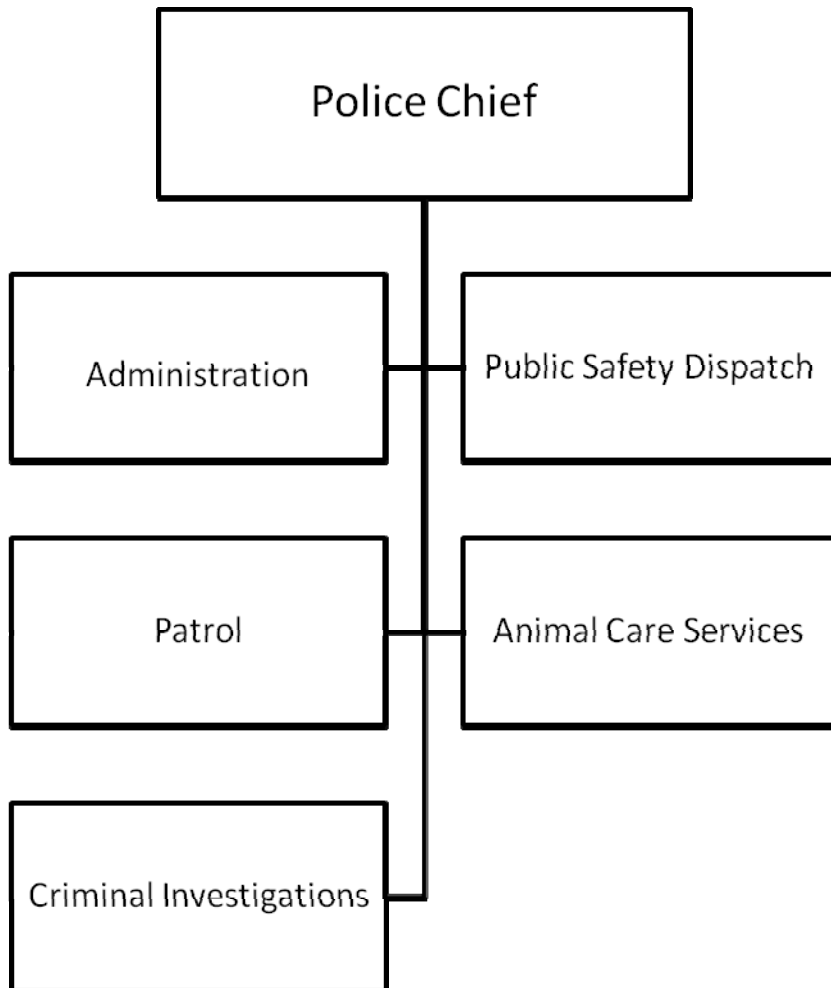 Police Chief
Administration
Public Safety Dispatch
Patrol
Animal Care Services
Criminal Investigations